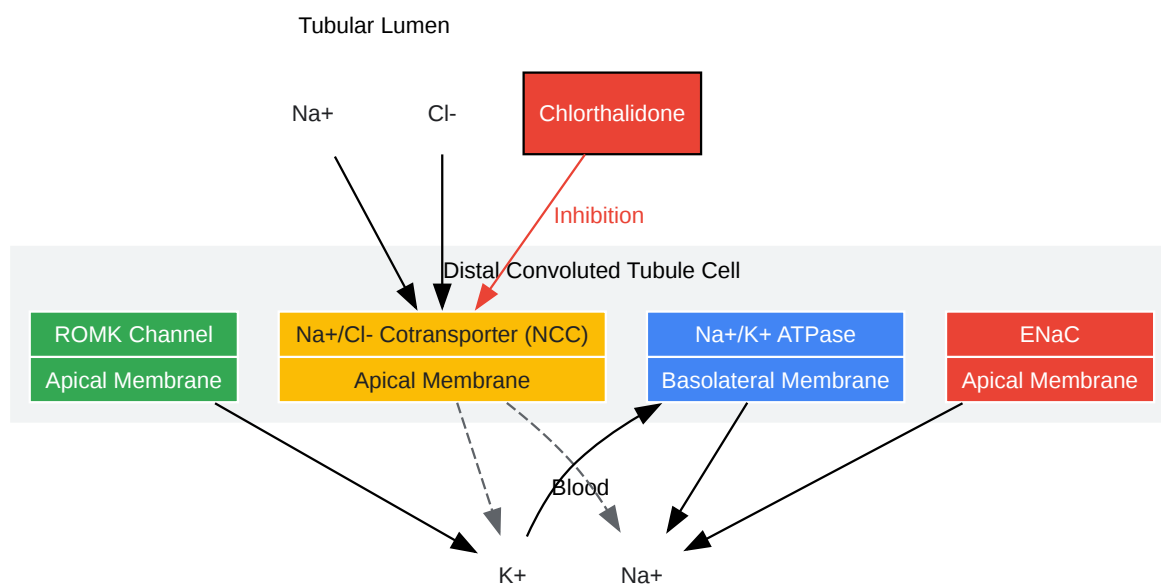 Tubular Lumen
Na+
Cl-
Chlorthalidone
Inhibition
Distal Convoluted Tubule Cell
ROMK Channel
Apical Membrane
Na+/Cl- Cotransporter (NCC)
Apical Membrane
Na+/K+ ATPase
Basolateral Membrane
ENaC
Apical Membrane
Blood
K+
Na+